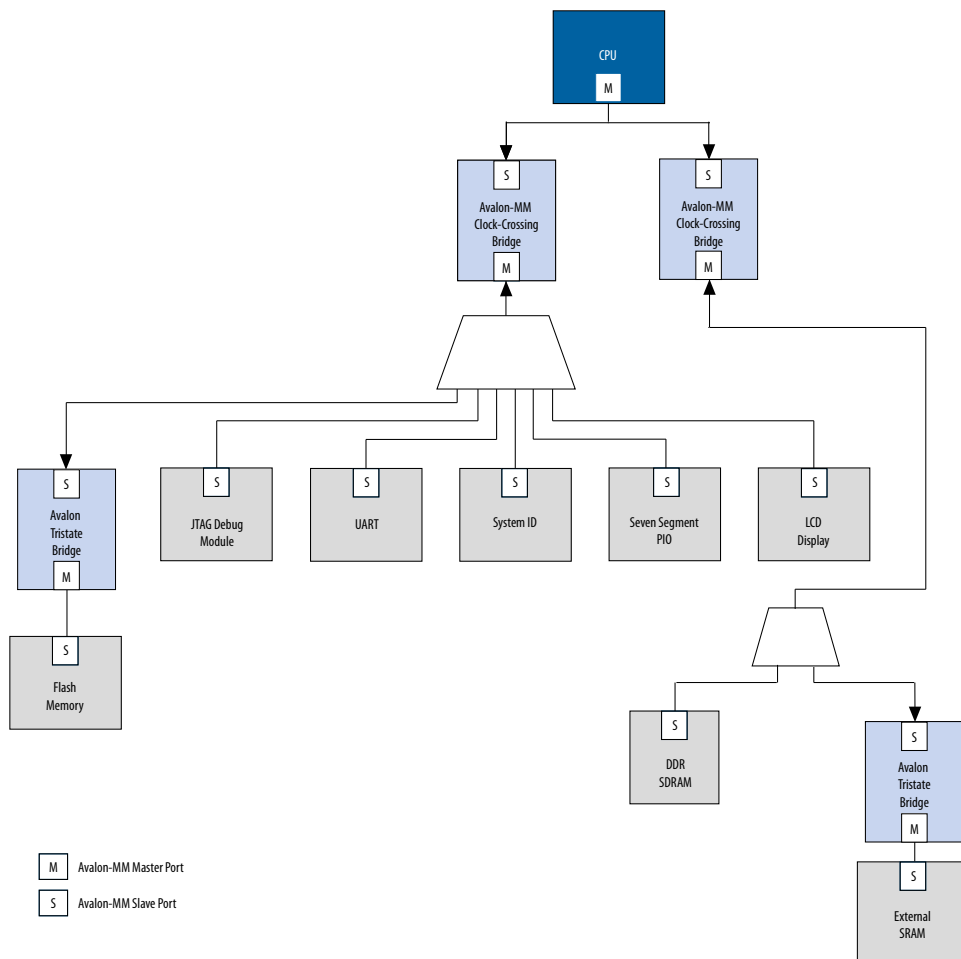 CPU
M
S
Avalon-MM
Clock-Crossing
Bridge
M
S
Avalon-MM
Clock-Crossing
Bridge
M
S
Avalon
Tristate
Bridge
M
S
JTAG Debug
Module
S
UART
S
System ID
S
Seven Segment
PIO
S
LCD
Display
S
Flash
Memory
S
DDR
SDRAM
S
Avalon
Tristate
Bridge
M
S
External
SRAM
M Avalon-MM Master Port
S Avalon-MM Slave Port